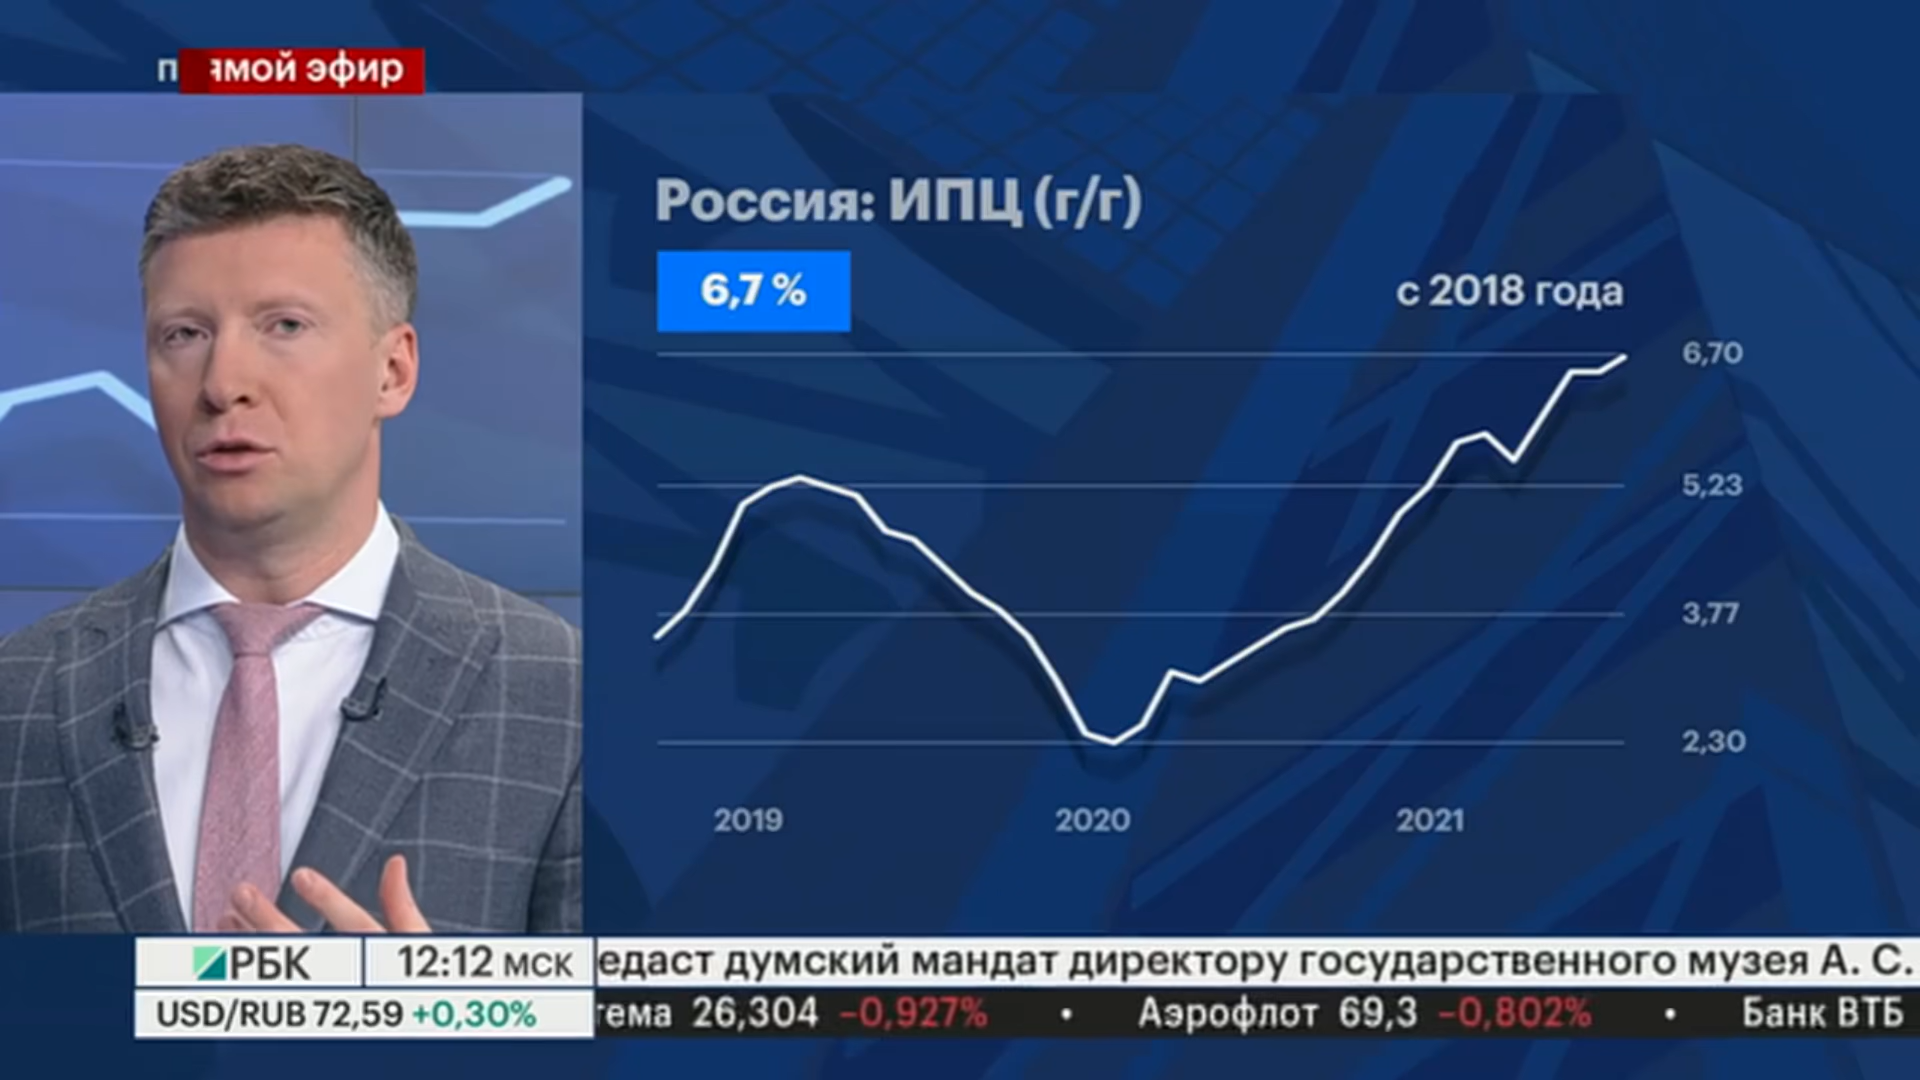 прямой эфир
Россия: ИПЦ (г/г)
6,7 %
с 2018 года
6,70
5,23
3,77
2,30
2019 2020 2021
РБК 12:12 МСК едаст думский мандат директору государственного музея А. С.
USD/RUB 72,59 +0,30% тема 26,304 -0,927% • Аэрофлот 69,3 -0,802% • Банк ВТБ